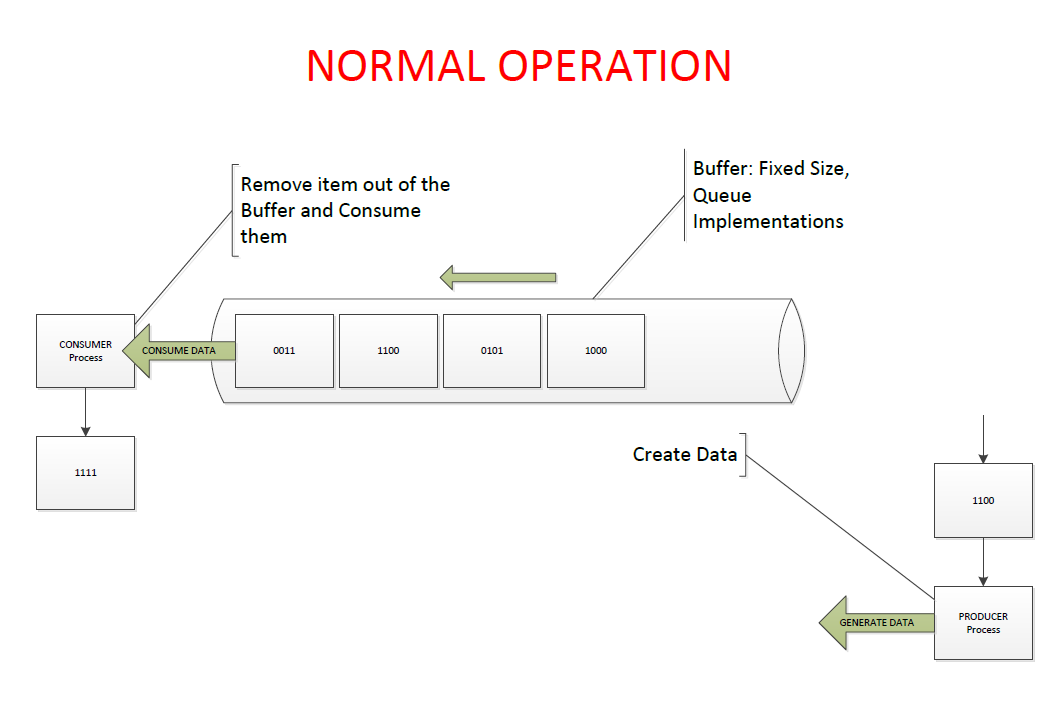 NORMAL OPERATION
Remove item out of the
Buffer and Consume
them
Buffer: Fixed Size,
Queue
Implementations
CONSUMER
Process
CONSUME DATA
0011
1100
0101
1000
1111
Create Data
1100
GENERATE DATA
PRODUCER
Process